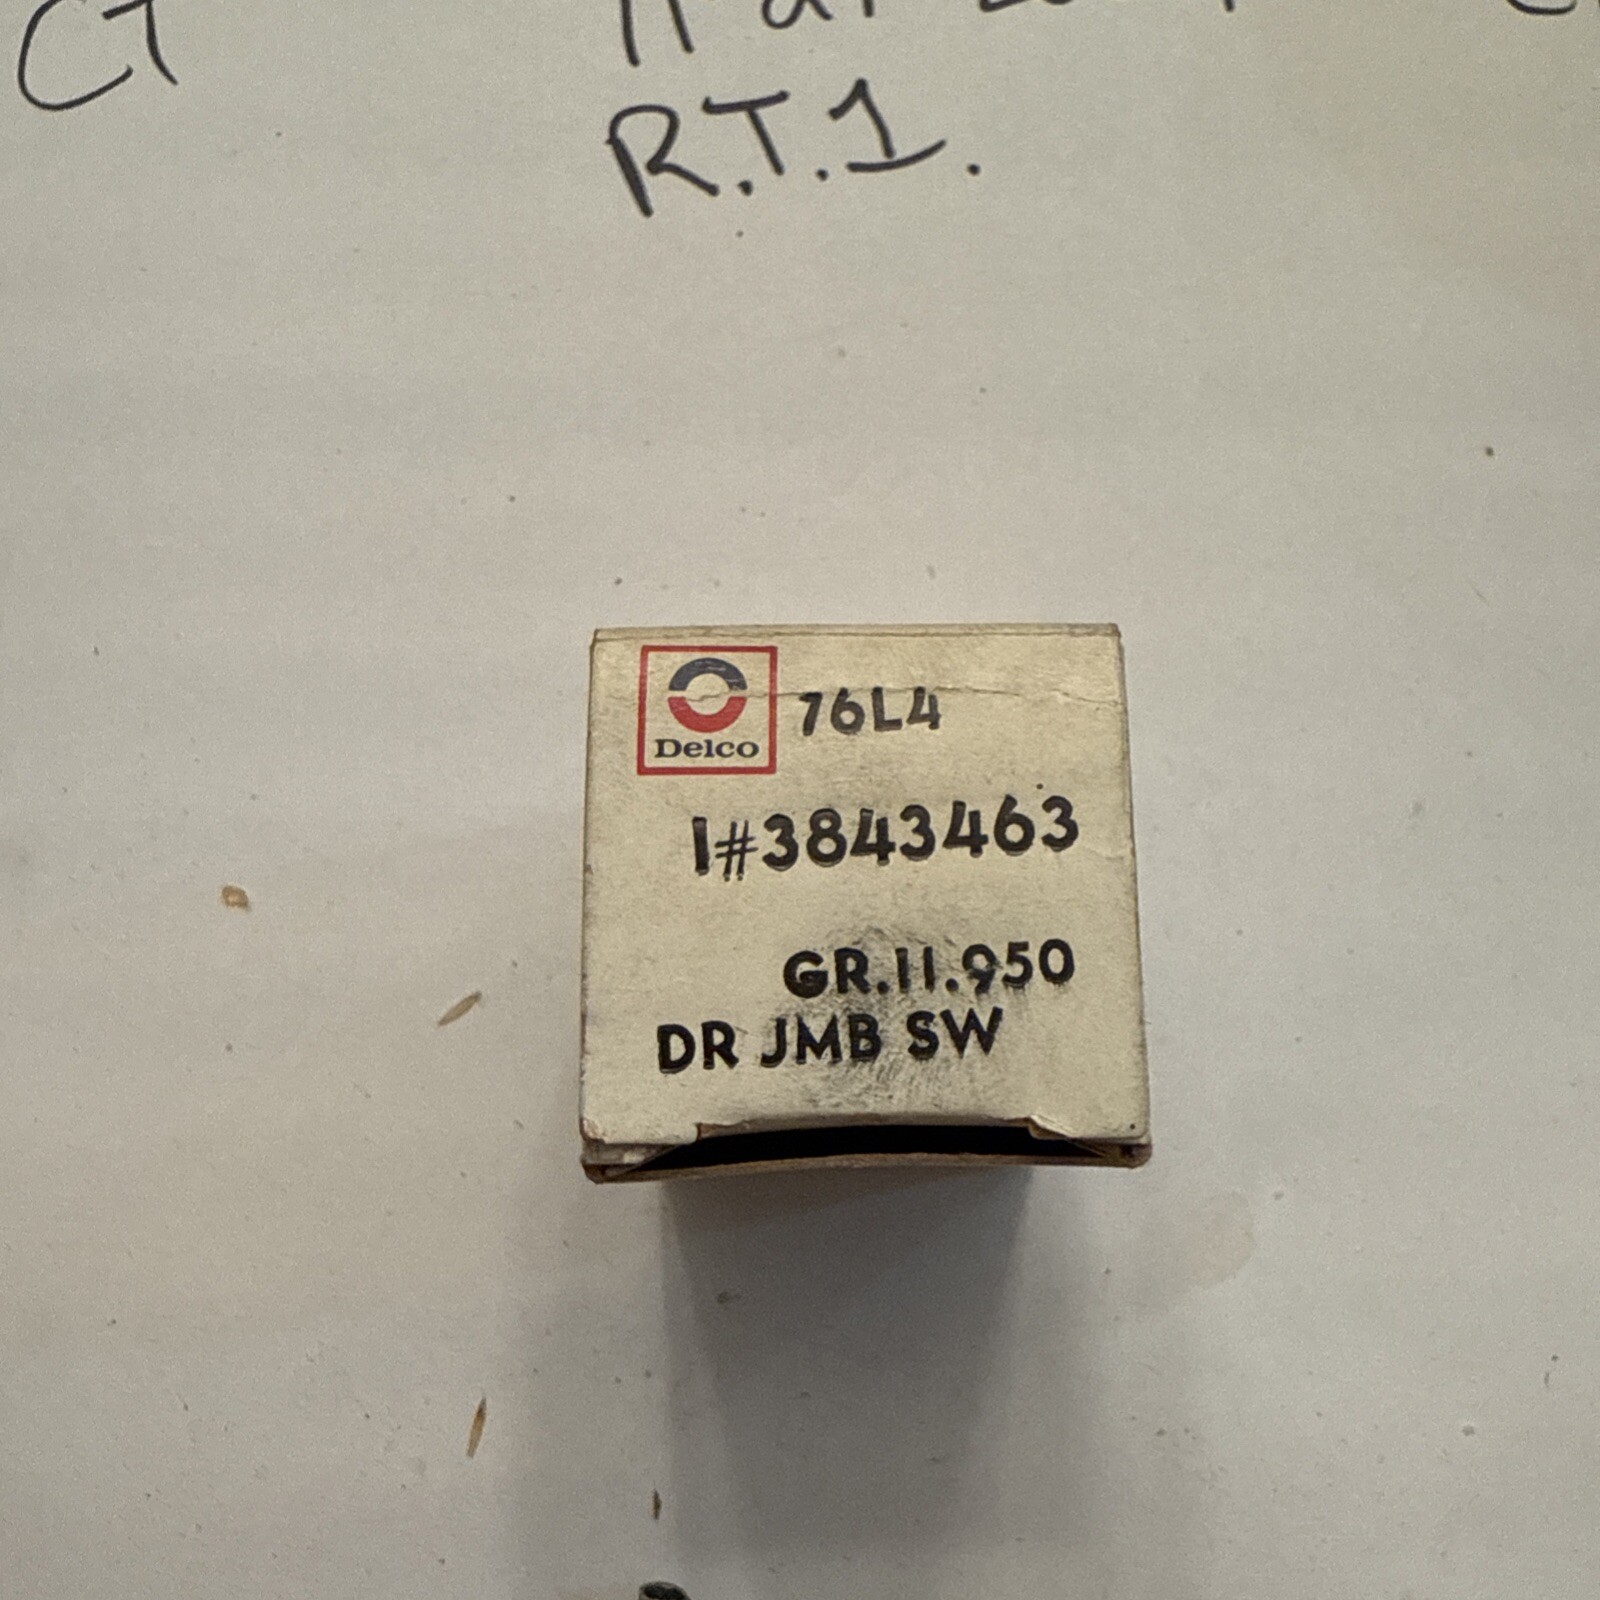 CT
R.T.1.
Delco
76L4
1#3843463
GR.11.950
DR JMB SW